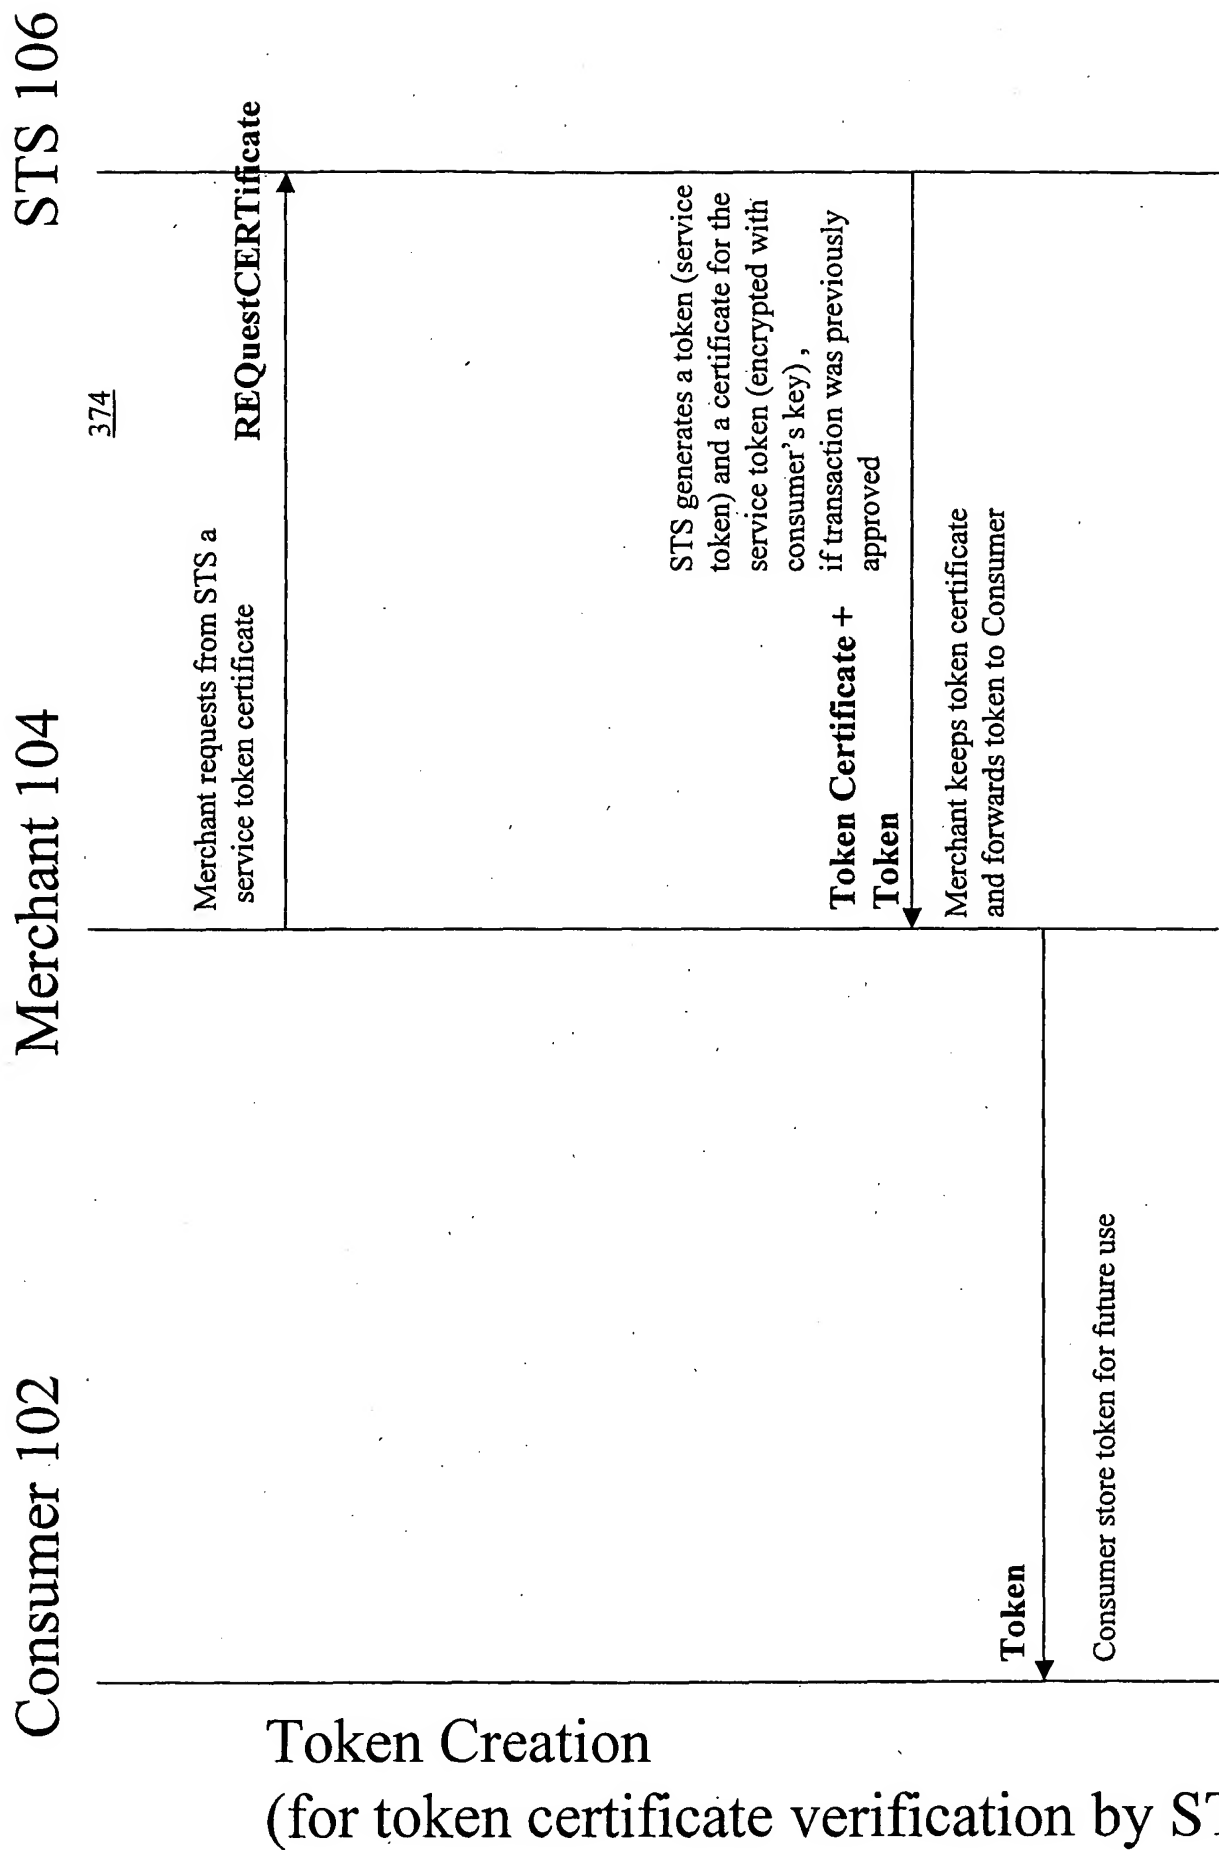 Consumer 102
Merchant 104
STS 106
374
Merchant requests from STS a
service token certificate
REQuestCERTificate
STS generates a token (service
token) and a certificate for the
service token (encrypted with
consumer's key) ,
if transaction was previously
approved
Token Certificate +
Token
Merchant keeps token certificate
and forwards token to Consumer
Token
Consumer store token for future use
Token Creation
(for token certificate verification by